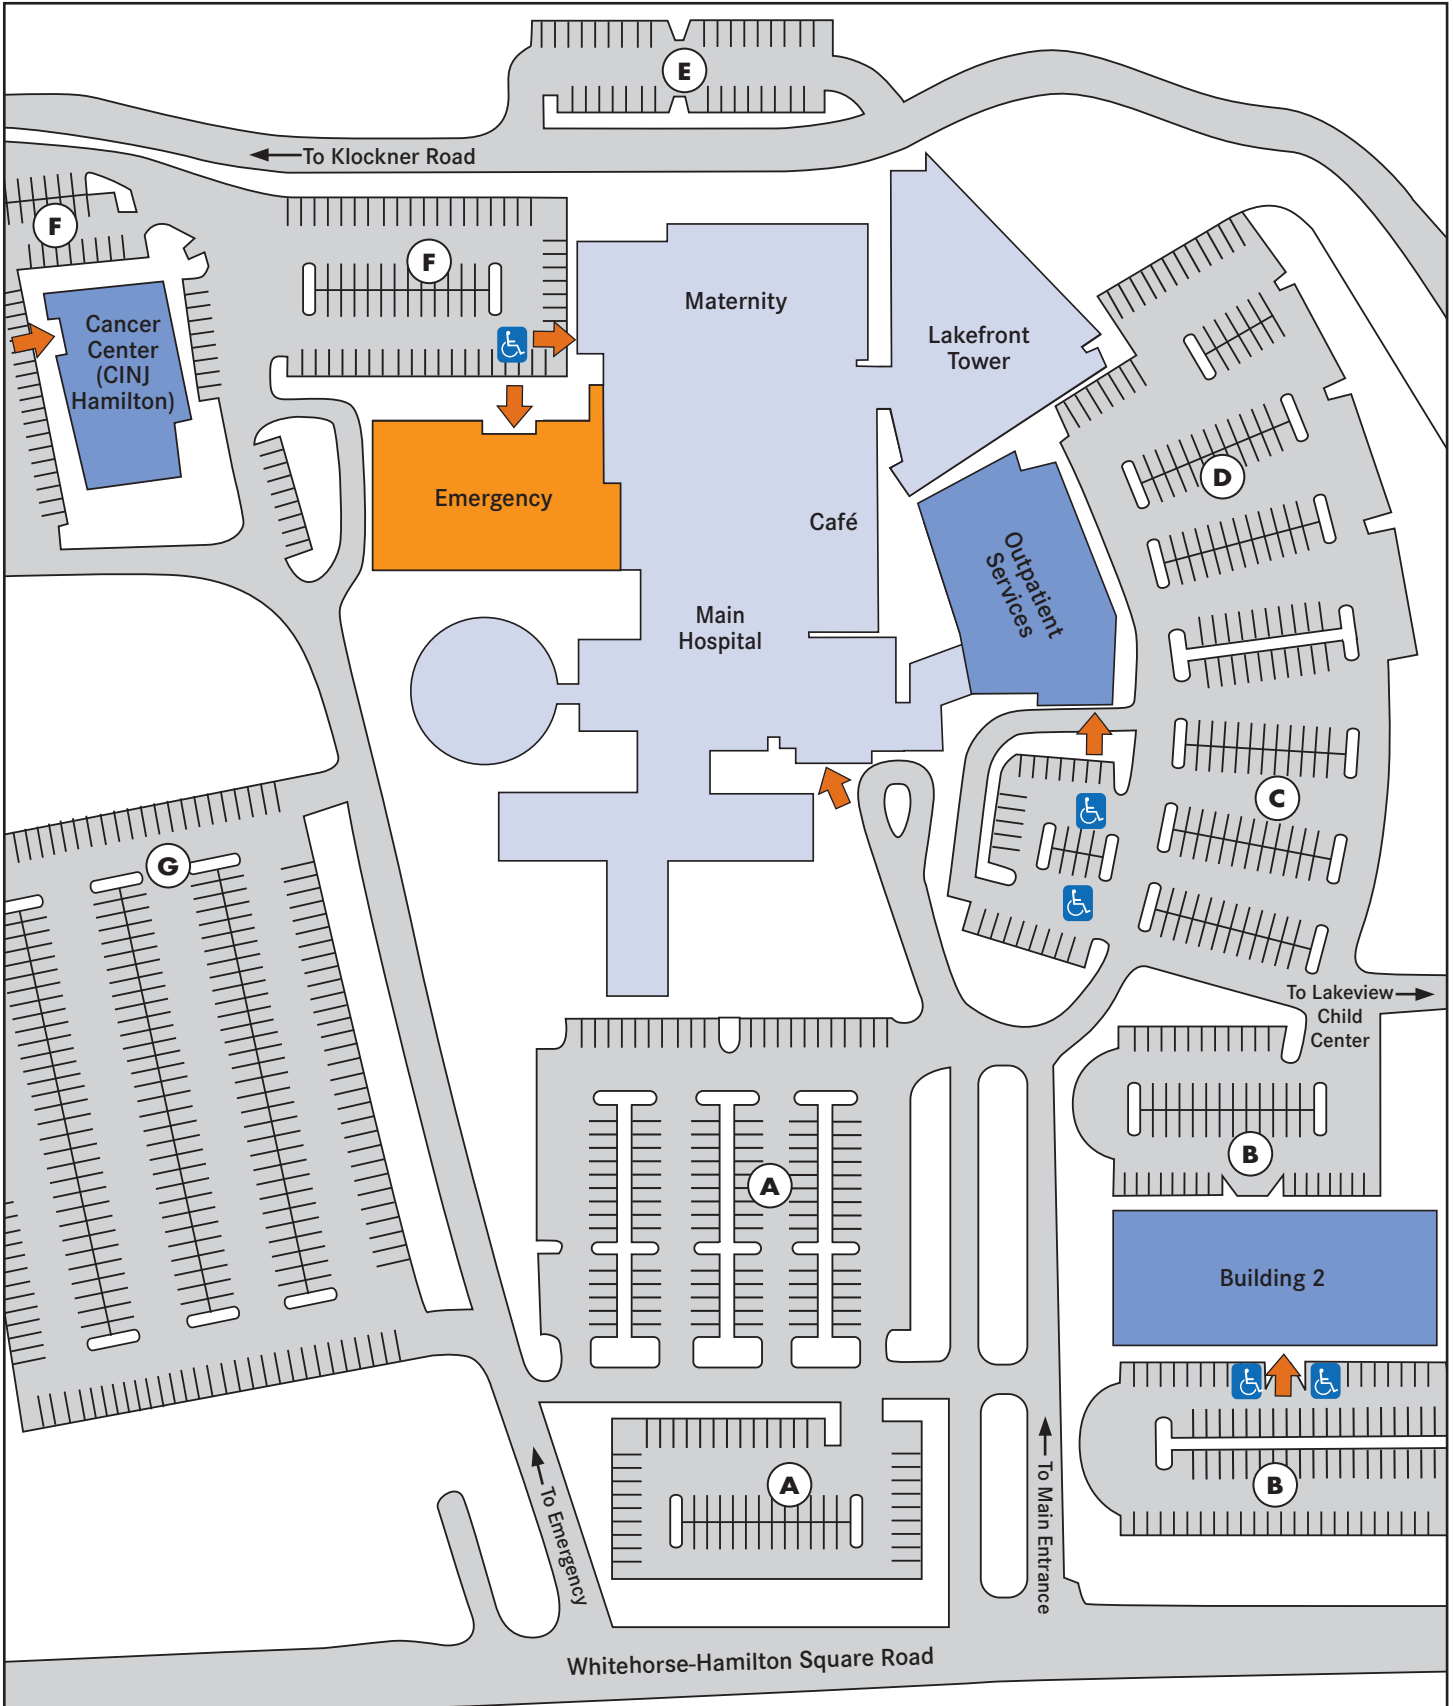 E
To Klockner Road
F
F
Maternity
Cancer
Center
(CINJ
Hamilton)
Lakefront
Tower
D
Emergency
Café
Outpatient
Services
Main
Hospital
C
G
To Lakeview
Child
Center
B
A
Building 2
A
B
To Emergency
To Main Entrance
Whitehorse-Hamilton Square Road